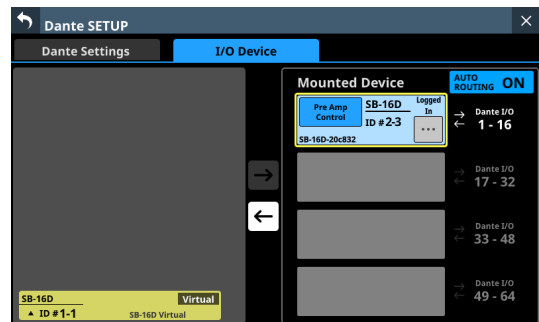 Dante SETUP
Dante Settings
I/O Device
Mounted Device
AUTO ROUTING ON
Pre Amp Control
SB-16D
ID # 2-3
Logged In
...
SB-16D-20c832
Dante I/O
1 - 16
Dante I/O
17 - 32
Dante I/O
33 - 48
Dante I/O
49 - 64
SB-16D
Virtual
ID # 1-1
SB-16D Virtual